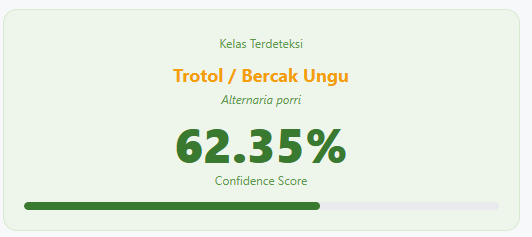 Kelas Terdeteksi
Trotol / Bercak Ungu
Alternaria porri
62.35%
Confidence Score